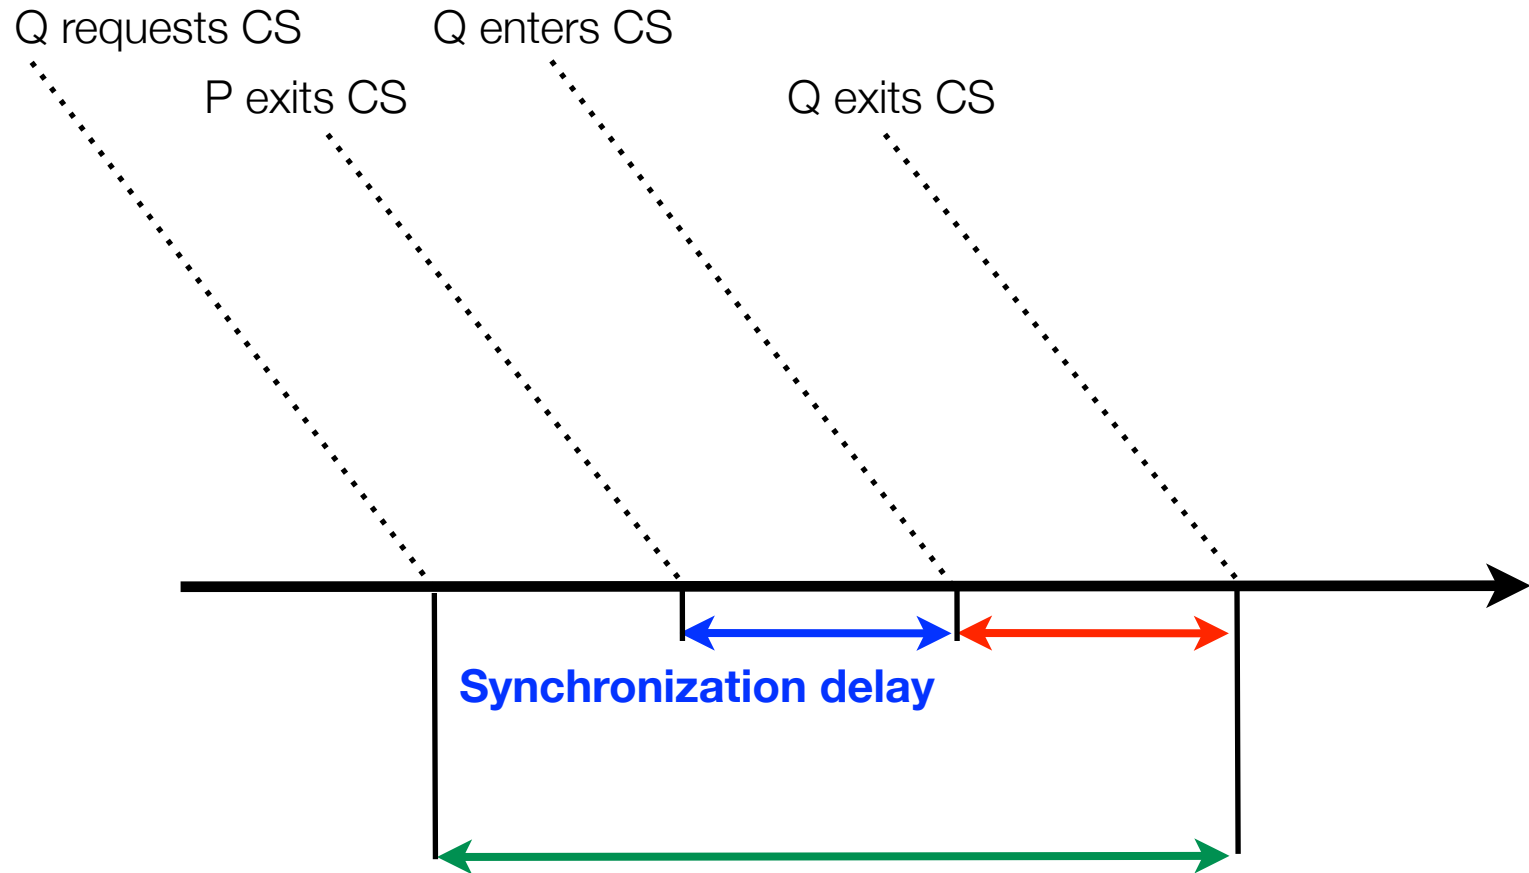 Q requests CS
Q enters CS
P exits CS
Q exits CS
Synchronization delay